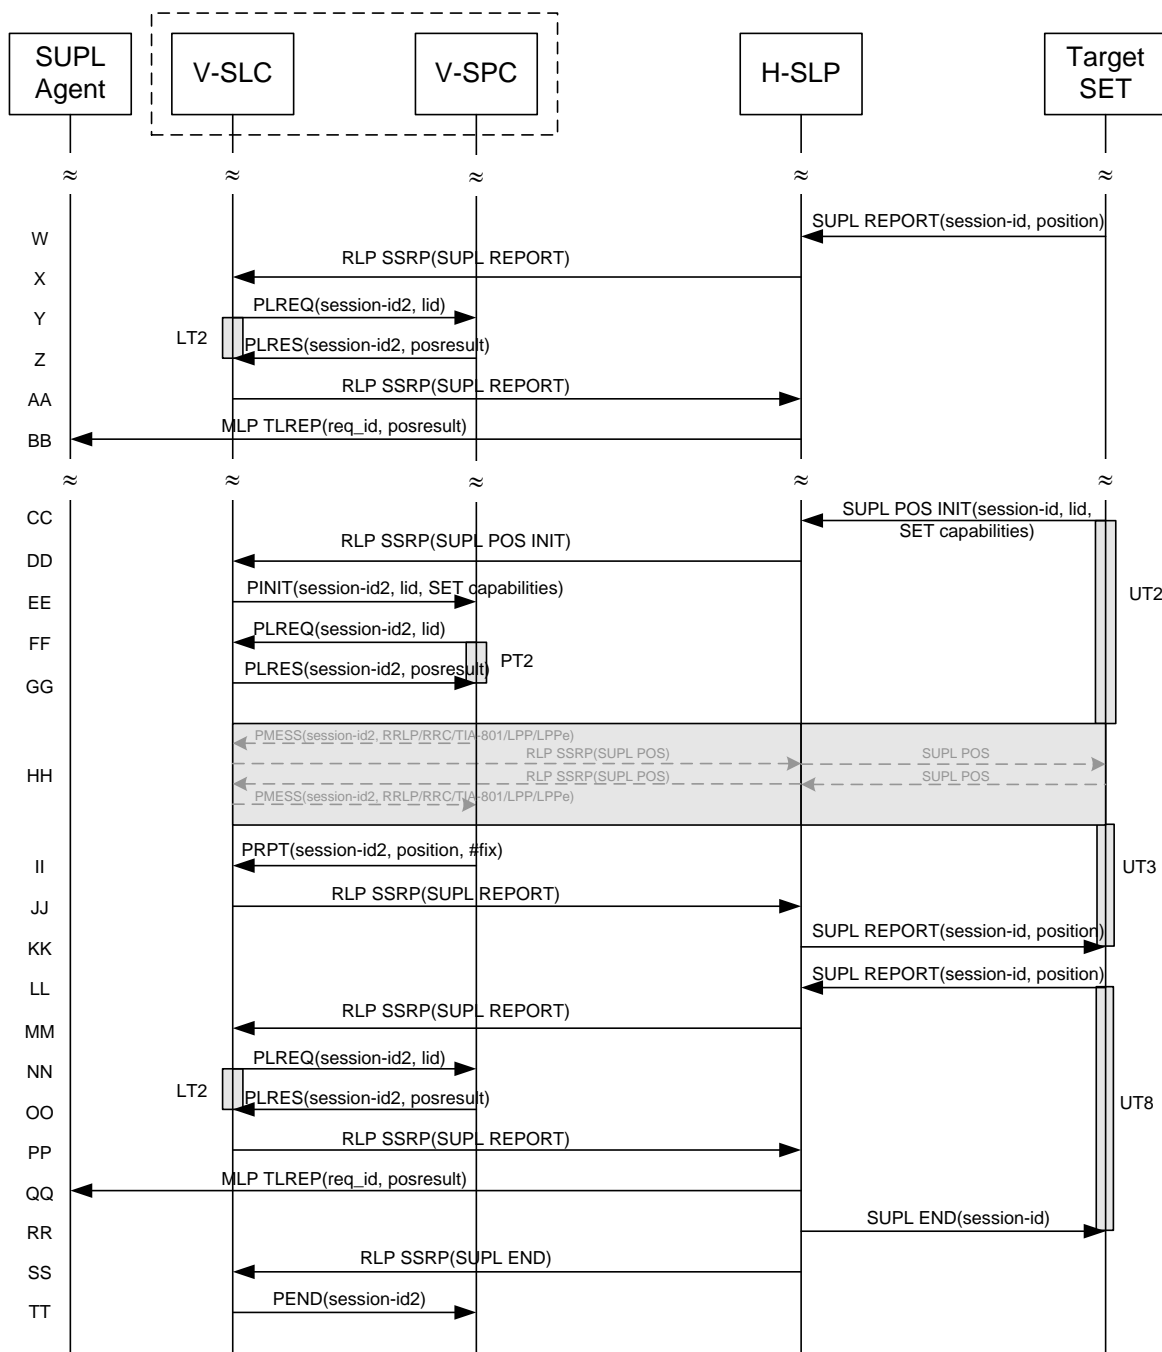 SUPL
Agent
V-SLC
V-SPC
H-SLP
Target
SET
≈ ≈ ≈ ≈ ≈
W
SUPL REPORT(session-id, position)
X
RLP SSRP(SUPL REPORT)
Y
PLREQ(session-id2, lid)
LT2
Z
PLRES(session-id2, posresult)
AA
RLP SSRP(SUPL REPORT)
BB
MLP TLREP(req_id, posresult)
≈ ≈ ≈ ≈ ≈
CC
SUPL POS INIT(session-id, lid,
SET capabilities)
DD
RLP SSRP(SUPL POS INIT)
EE
PINIT(session-id2, lid, SET capabilities)
UT2
FF
PLREQ(session-id2, lid)
PT2
GG
PLRES(session-id2, posresult)
HH
PMESS(session-id2, RRLP/RRC/TIA-801/LPP/LPPe)
RLP SSRP(SUPL POS)
SUPL POS
RLP SSRP(SUPL POS)
SUPL POS
PMESS(session-id2, RRLP/RRC/TIA-801/LPP/LPPe)
II
PRPT(session-id2, position, #fix)
UT3
JJ
RLP SSRP(SUPL REPORT)
KK
SUPL REPORT(session-id, position)
LL
SUPL REPORT(session-id, position)
MM
RLP SSRP(SUPL REPORT)
NN
PLREQ(session-id2, lid)
LT2
OO
PLRES(session-id2, posresult)
UT8
PP
RLP SSRP(SUPL REPORT)
QQ
MLP TLREP(req_id, posresult)
RR
SUPL END(session-id)
SS
RLP SSRP(SUPL END)
TT
PEND(session-id2)